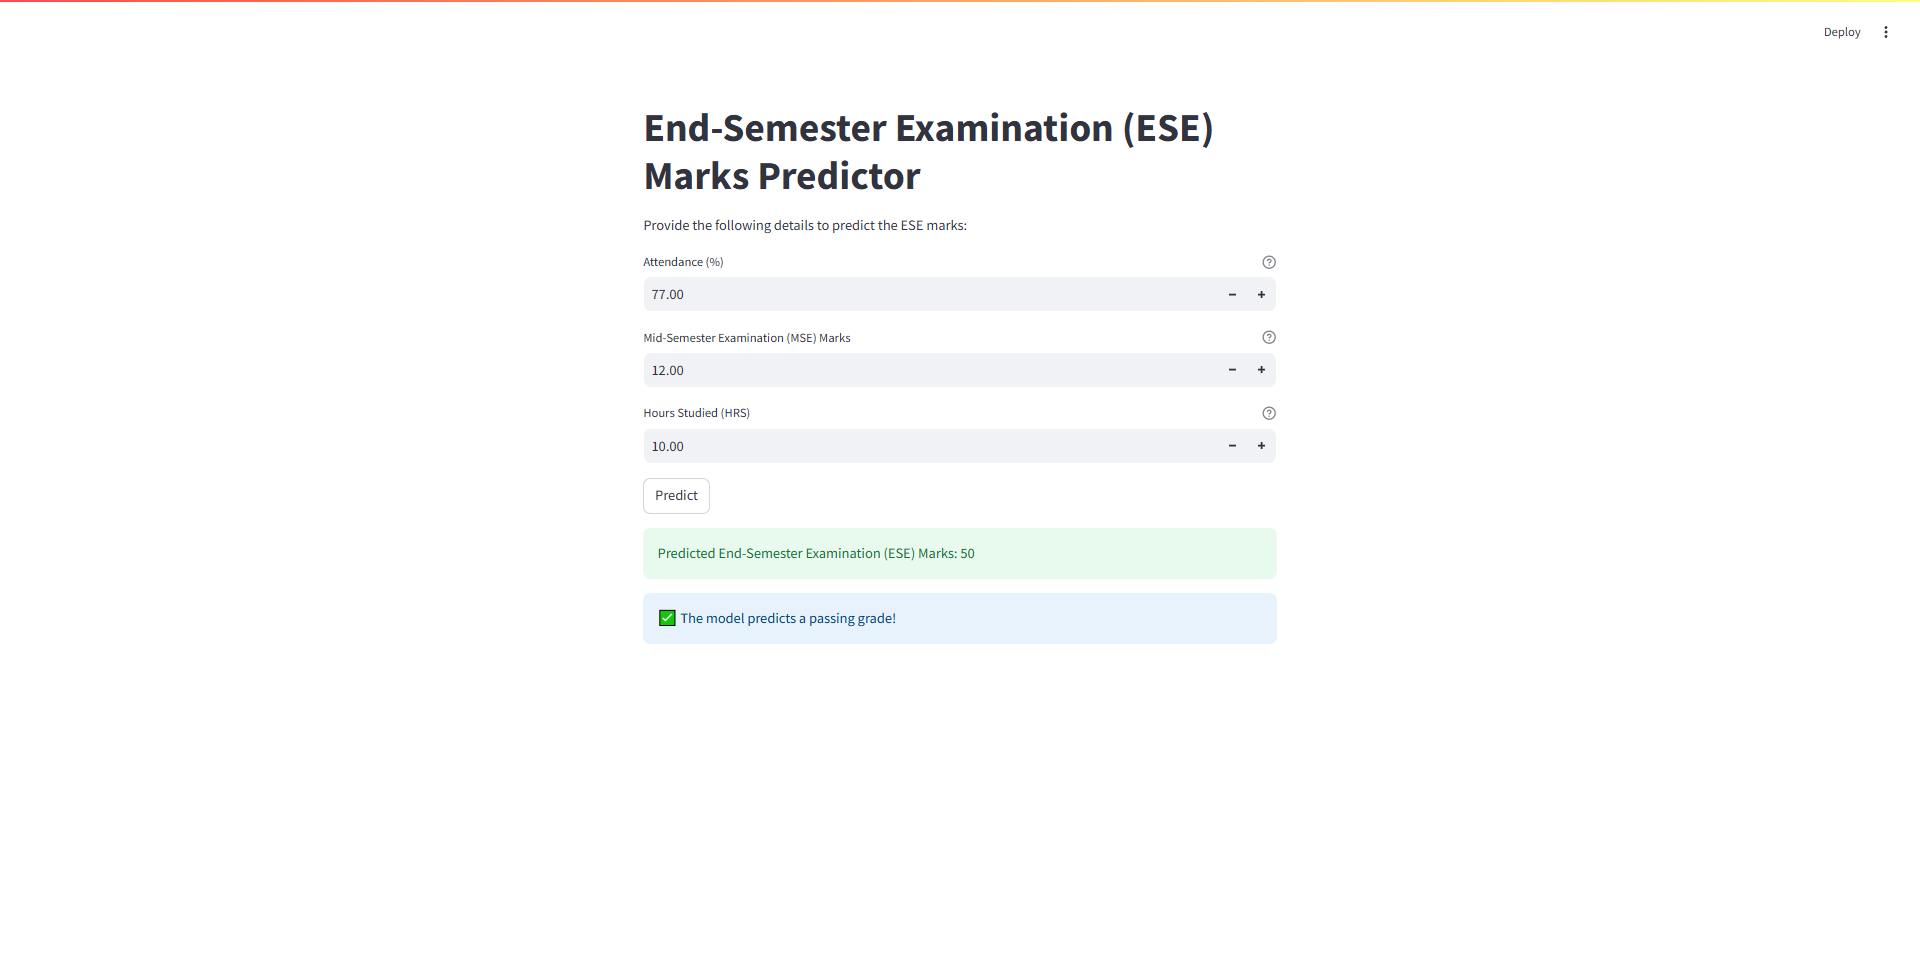 Deploy
End-Semester Examination (ESE)
Marks Predictor
Provide the following details to predict the ESE marks:
Attendance (%)
77.00
Mid-Semester Examination (MSE) Marks
12.00
Hours Studied (HRS)
10.00
Predict
Predicted End-Semester Examination (ESE) Marks: 50
✅ The model predicts a passing grade!